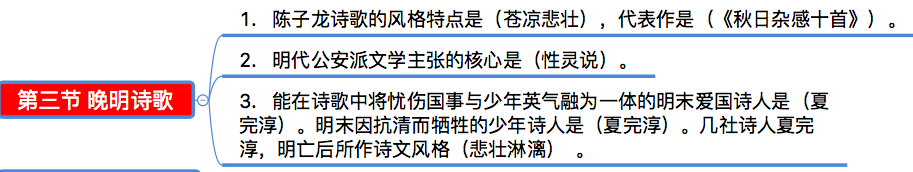 第三节 晚明诗歌
1. 陈子龙诗歌的风格特点是（苍凉悲壮），代表作是（《秋日杂感十首》）。
2. 明代公安派文学主张的核心是（性灵说）。
3. 能在诗歌中将忧伤国事与少年英气融为一体的明末爱国诗人是（夏
完淳）。明末因抗清而牺牲的少年诗人是（夏完淳）。几社诗人夏完
淳，明亡后所作诗文风格（悲壮淋漓） 。